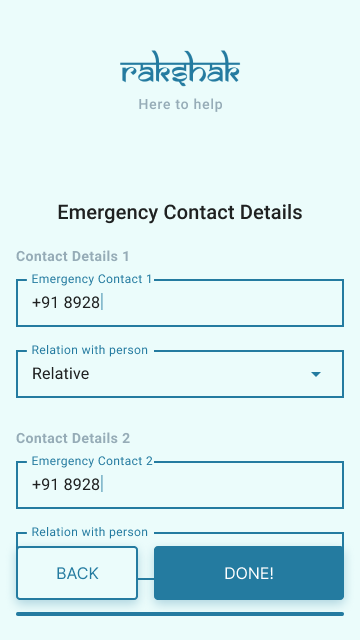 rakshak
Here to help
Emergency Contact Details
Contact Details 1
Emergency Contact 1
+91 8928
Relation with person
Relative
Contact Details 2
Emergency Contact 2
+91 8928
Relation with person
BACK
DONE!